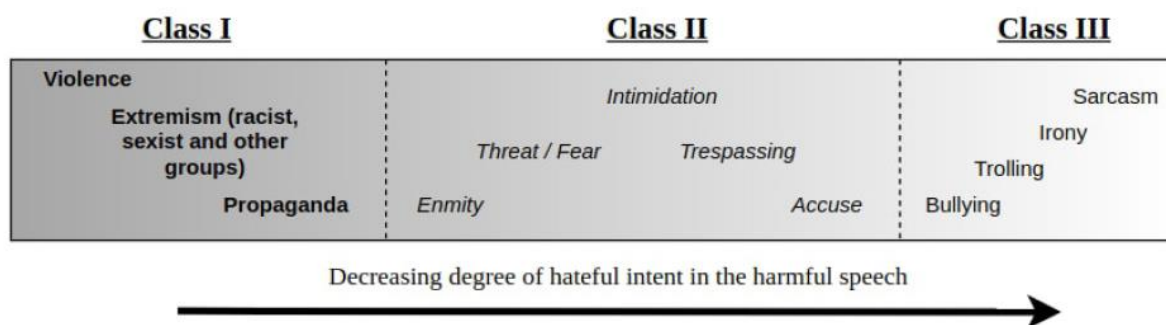 Class I
Class II
Class III
Violence
Extremism (racist,
sexist and other
groups)
Propaganda
Intimidation
Threat / Fear
Trespassing
Enmity
Accuse
Sarcasm
Irony
Trolling
Bullying
Decreasing degree of hateful intent in the harmful speech